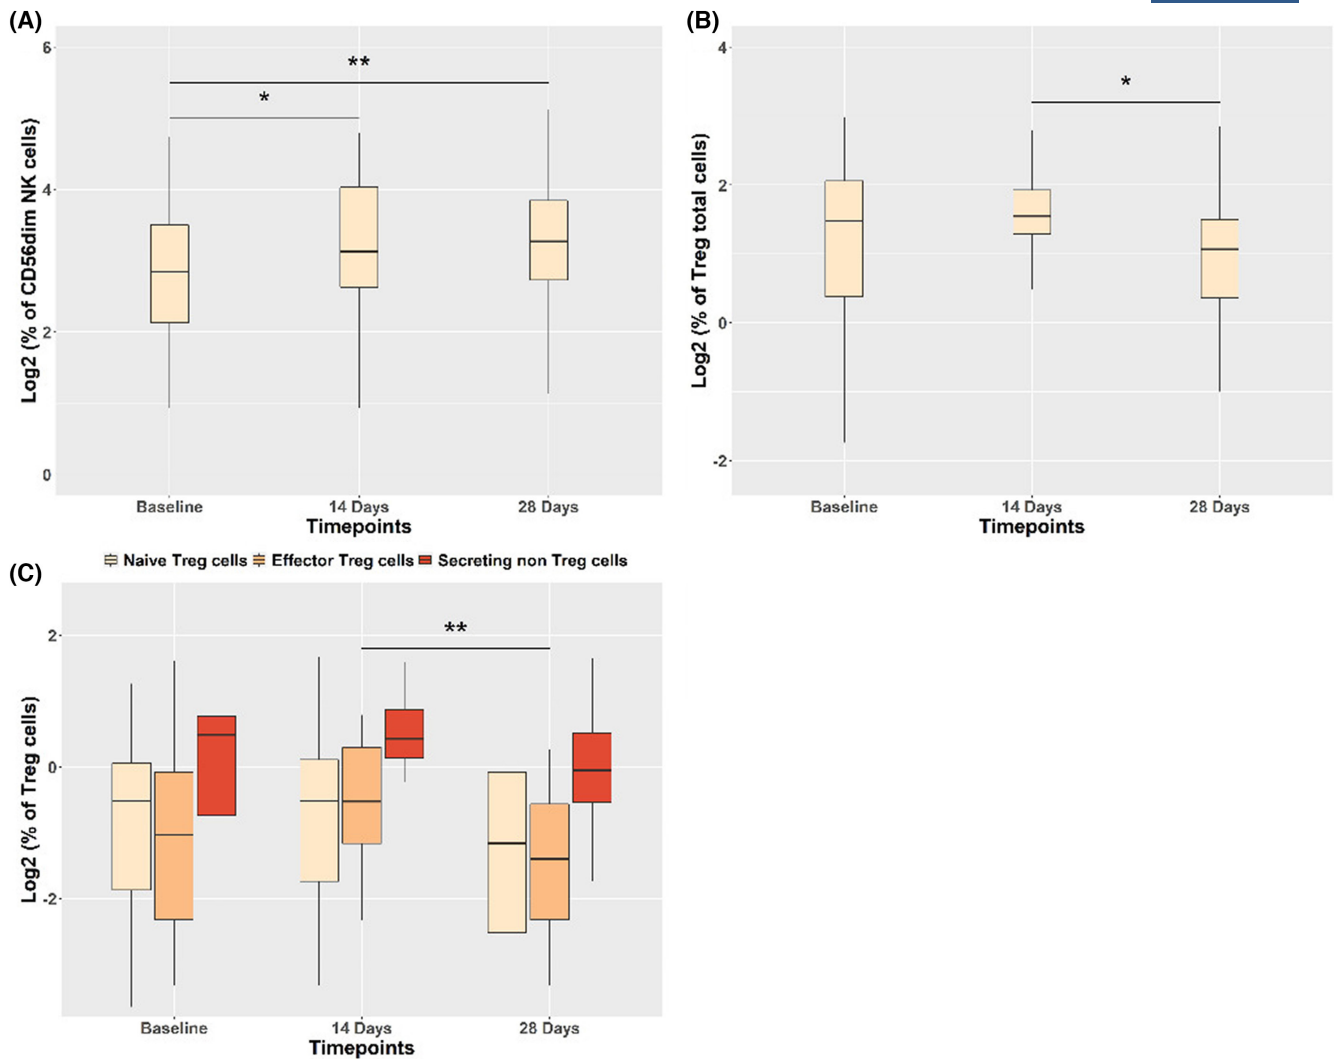 (A)
Log2 (% of CD56dim NK cells)
6
4
2
0
**
*
Baseline
14 Days
28 Days
Timepoints
(B)
Log2 (% of Treg total cells)
4
2
0
-2
*
Baseline
14 Days
28 Days
Timepoints
(C)
Naive Treg cells
Effector Treg cells
Secreting non Treg cells
Log2 (% of Treg cells)
2
0
-2
**
Baseline
14 Days
28 Days
Timepoints